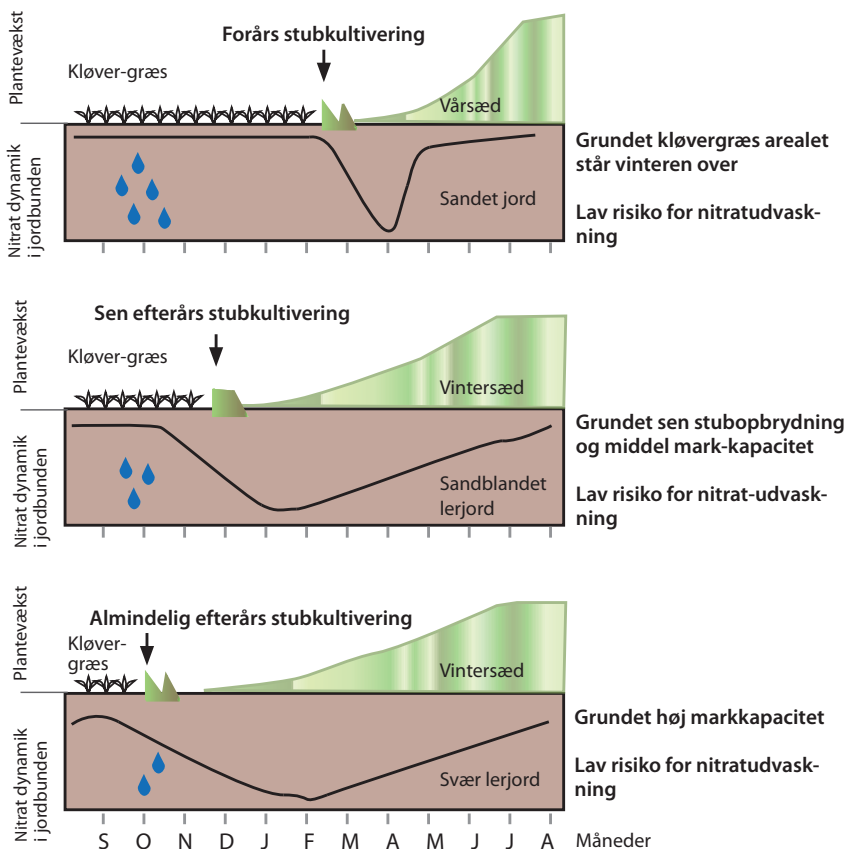 Forårs stubkultivering
Plantevækst
Kløver-græs
Vårsæd
Nitrat dynamik
i jordbunden
Sandet jord
Grundet kløvergræs arealet
står vinteren over
Lav risiko for nitratudvask-
ning
Sen efterårs stubkultivering
Plantevækst
Kløver-græs
Vintersæd
Nitrat dynamik
i jordbunden
Sandblandet
lerjord
Grundet sen stubopbrydning
og middel mark-kapacitet
Lav risiko for nitrat-udvask-
ning
Almindelig efterårs stubkultivering
Plantevækst
Kløver-
græs
Vintersæd
Nitrat dynamik
i jordbunden
Svær lerjord
Grundet høj markkapacitet
Lav risiko for nitratudvask-
ning
S O N D J F M A M J J A Måneder